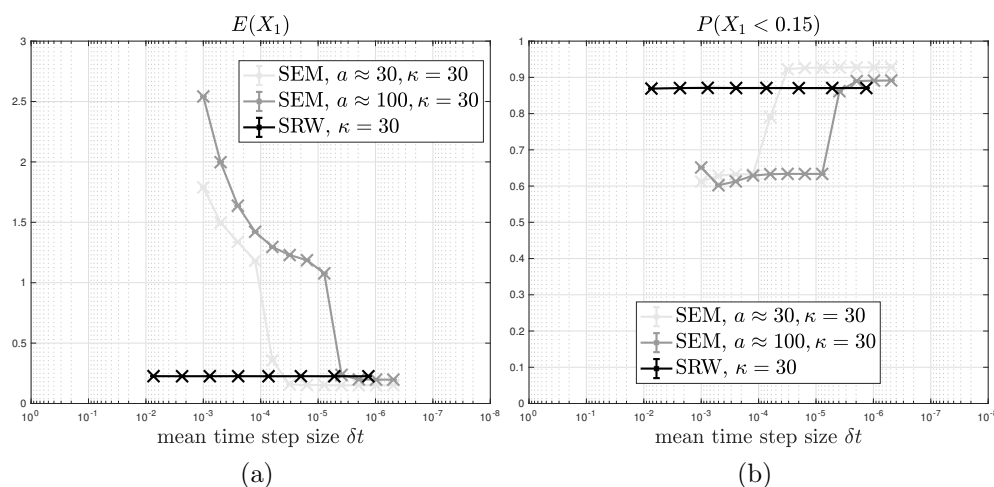 E(X₁)
3
2.5
2
1.5
1
0.5
0
SEM, a ≈ 30, κ = 30
SEM, a ≈ 100, κ = 30
SRW, κ = 30
10⁰ 10⁻¹ 10⁻² 10⁻³ 10⁻⁴ 10⁻⁵ 10⁻⁶ 10⁻⁷ 10⁻⁸
mean time step size δt
(a)
P(X₁ < 0.15)
1
0.9
0.8
0.7
0.6
0.5
0.4
0.3
0.2
0.1
0
SEM, a ≈ 30, κ = 30
SEM, a ≈ 100, κ = 30
SRW, κ = 30
10⁰ 10⁻¹ 10⁻² 10⁻³ 10⁻⁴ 10⁻⁵ 10⁻⁶ 10⁻⁷
mean time step size δt
(b)